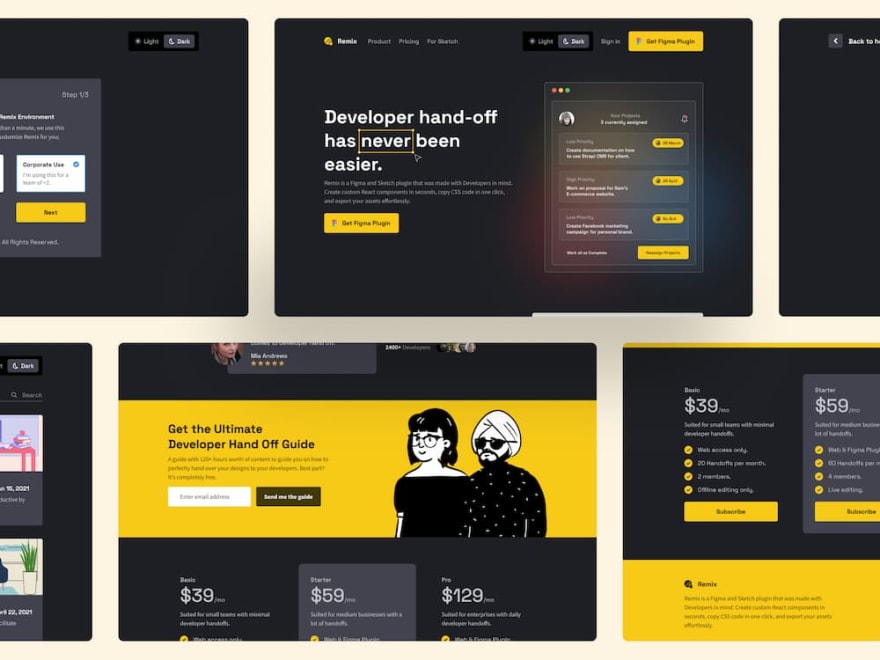 Light Dark
Step 1/3
Remix Environment
than a minute, we use this
customize Remix for you.
Corporate Use
I'm using this for a
team of <2.
Next
All Rights Reserved.
Remix Product Pricing For Sketch Light Dark Sign in Get Figma Plugin
Developer hand-off
has never been
easier.
Remix is a Figma and Sketch plugin that was made with Developers in mind.
Create custom React components in seconds, copy CSS code in one click,
and export your assets effortlessly.
Get Figma Plugin
Your Projects
3 currently assigned
Low Priority
Create documentation on how
to use Strapi CMS for client.
High Priority
Work on proposal for Sam's
E-commerce website.
Low Priority
Create Facebook marketing
campaign for personal brand.
Mark all as Complete
Reassign Projects
Back to h
Dark
Search
15, 2021
ductive by
April 22, 2021
cilitate
Mia Andrews
2400+ Developers
Get the Ultimate
Developer Hand Off Guide
A guide with 120+ hours worth of content to guide you on how to
perfectly hand over your designs to your developers. Best part?
It's completely free.
Enter email address
Send me the guide
Basic
$39/mo
Suited for small teams with minimal
developer handoffs.
Web access only.
Starter
$59/mo
Suited for medium businesses with a
lot of handoffs.
Web & Figma Plugin
Pro
$129/mo
Suited for enterprises with daily
developer handoffs.
Web & Figma Plugin
Basic
$39/mo
Suited for small teams with minimal
developer handoffs.
Web access only.
20 Handoffs per month.
2 members.
Offline editing only.
Subscribe
Starter
$59/mo
Suited for medium busines
lot of handoffs.
Web & Figma Plug
60 Handoffs per m
4 members.
Live editing.
Subscribe
Remix
Remix is a Figma and Sketch plugin that was made with
Developers in mind. Create custom React components in
seconds, copy CSS code in one click, and export your assets
effortlessly.